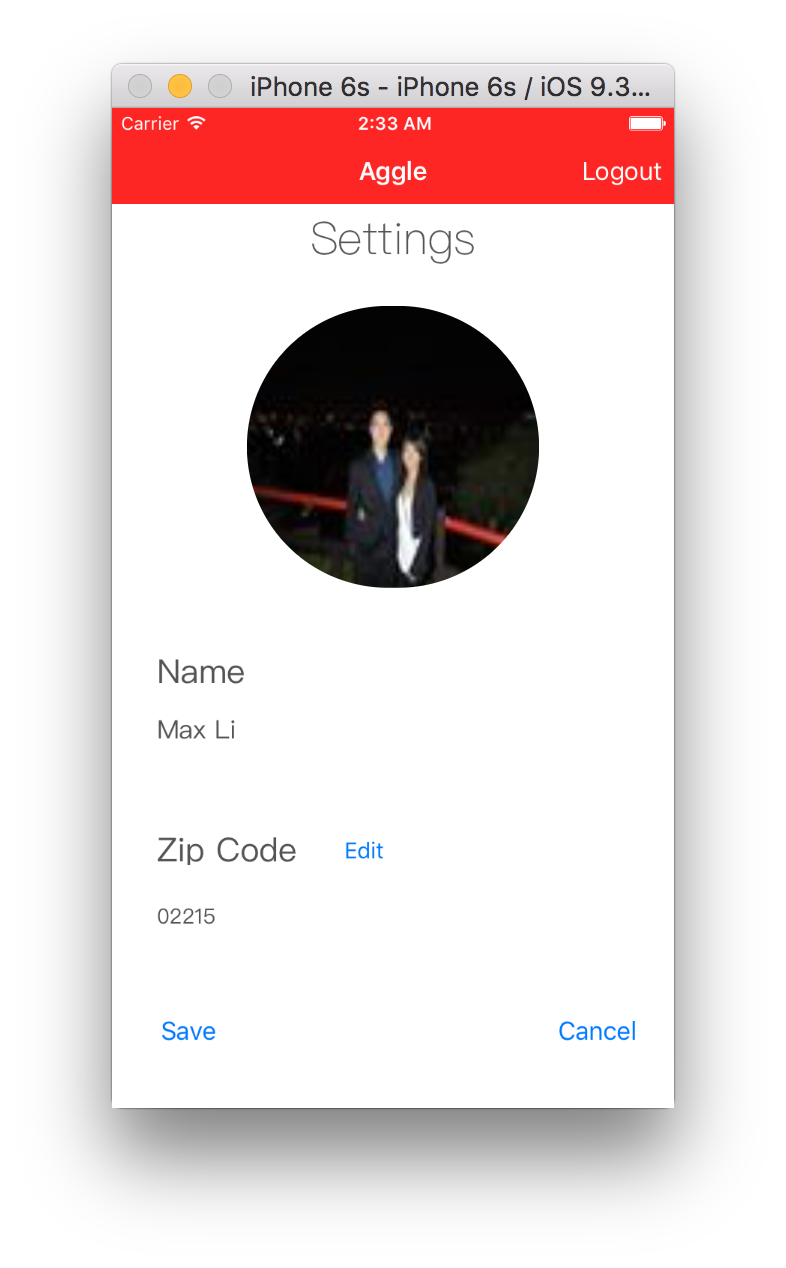 iPhone 6s - iPhone 6s / iOS 9.3...
Carrier 2:33 AM
Aggle Logout
Settings
Name
Max Li
Zip Code Edit
02215
Save Cancel